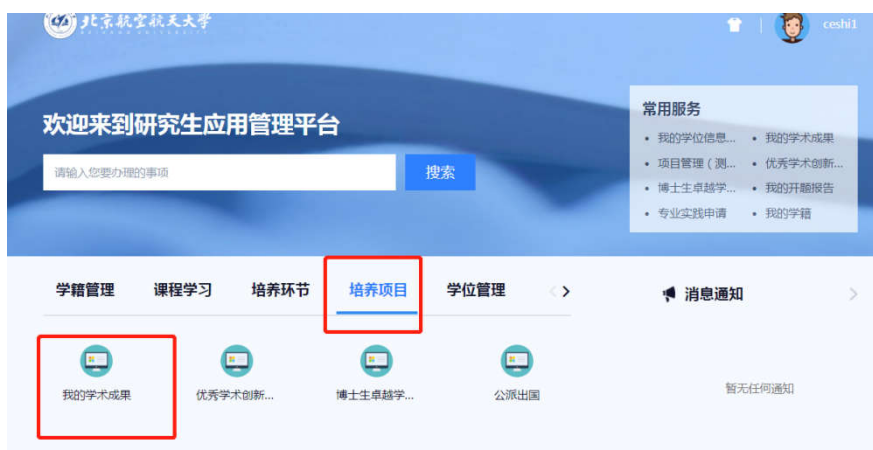 北京航空航天大学
ceshi1
欢迎来到研究生应用管理平台
请输入您要办理的事项
搜索
常用服务
• 我的学位信息... • 我的学术成果
• 项目管理(测... • 优秀学术创新...
• 博士生卓越学... • 我的开题报告
• 专业实践申请 • 我的学籍
学籍管理 课程学习 培养环节 培养项目 学位管理
消息通知
我的学术成果 优秀学术创新... 博士生卓越学... 公派出国
暂无任何通知